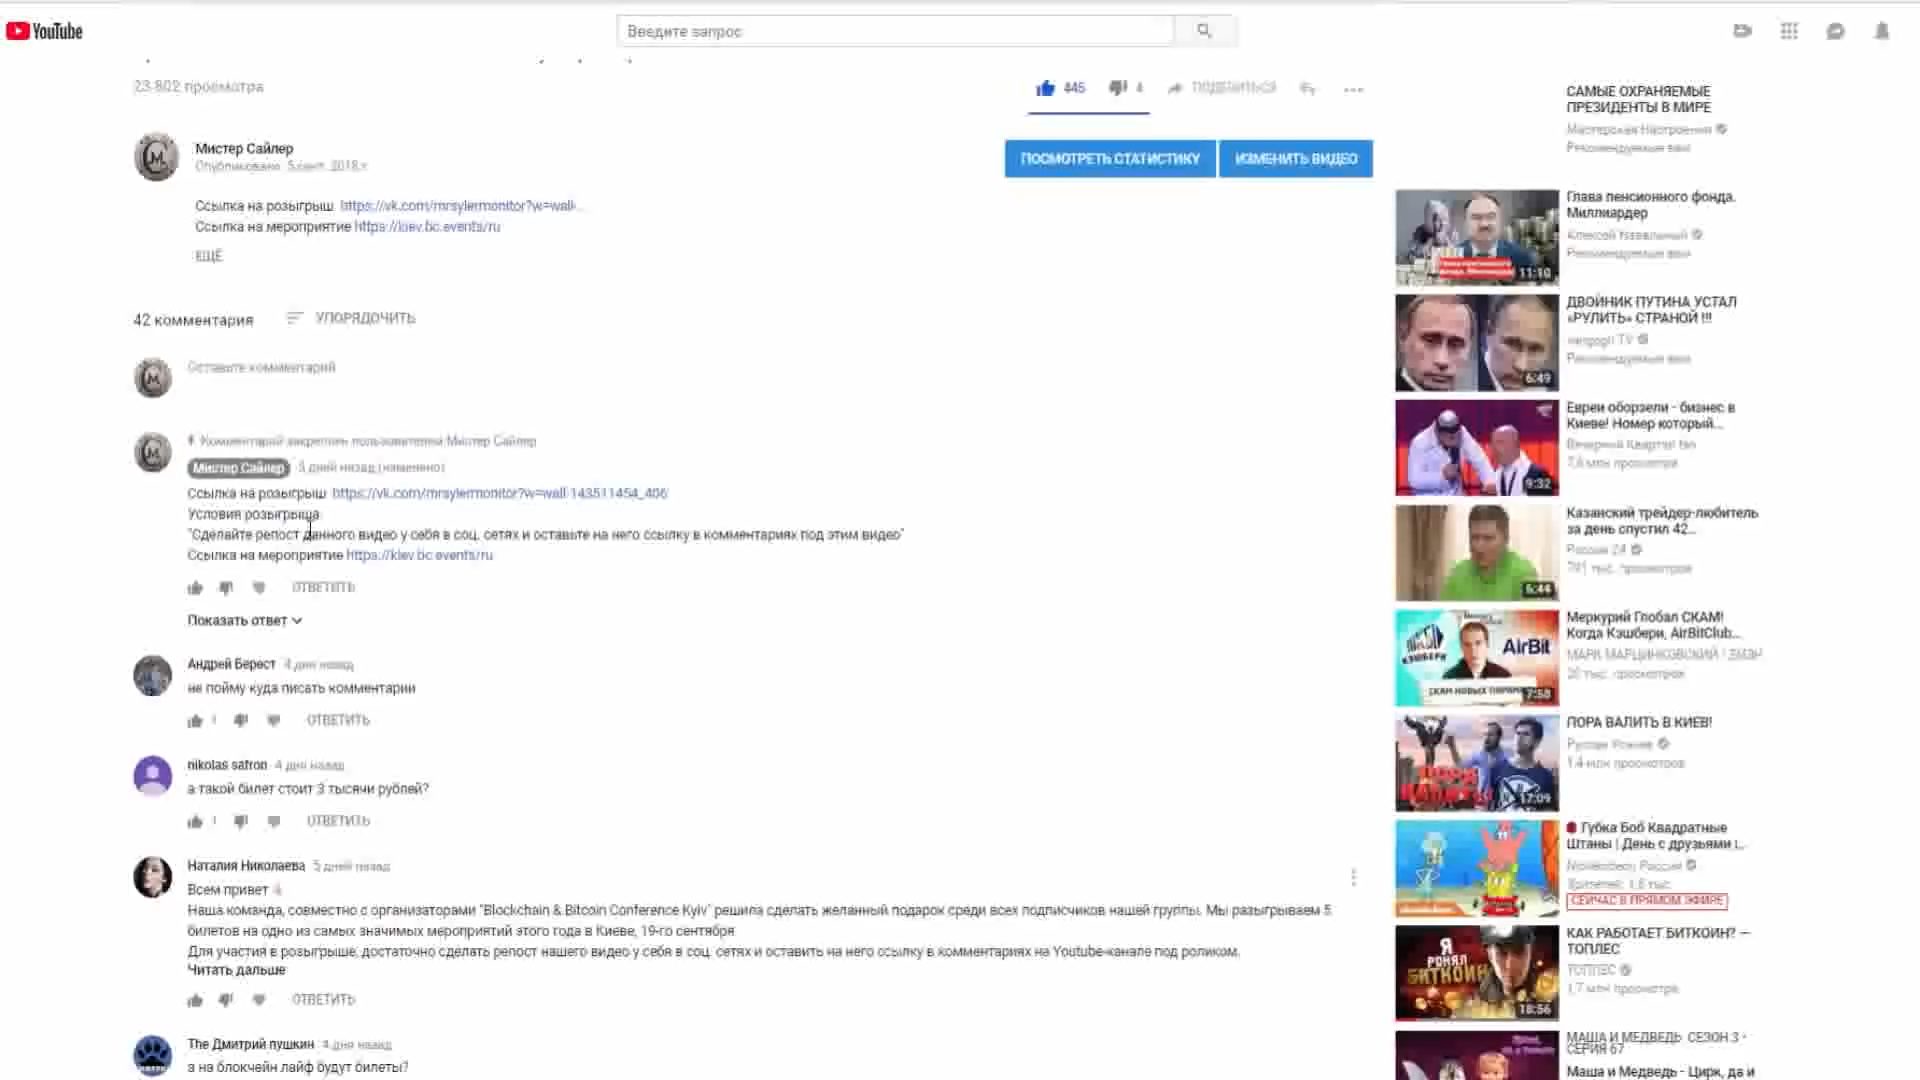 YouTube
Введите запрос
23 802 просмотра
445
4
ПОДЕЛИТЬСЯ
Мистер Сайлер
Опубликовано: 5 сент. 2018 г.
ПОСМОТРЕТЬ СТАТИСТИКУ
ИЗМЕНИТЬ ВИДЕО
Ссылка на розыгрыш https://vk.com/mrsylermonitor?w=wall-...
Ссылка на мероприятие https://kiev.bc.events/ru
ЕЩЁ
42 комментария
УПОРЯДОЧИТЬ
Оставьте комментарий
Комментарий закреплен пользователем Мистер Сайлер
Мистер Сайлер 3 дней назад (изменено)
Ссылка на розыгрыш https://vk.com/mrsylermonitor?w=wall-143511454_406
Условия розыгрыша
"Сделайте репост данного видео у себя в соц. сетях и оставьте на него ссылку в комментариях под этим видео"
Ссылка на мероприятие https://kiev.bc.events/ru
ОТВЕТИТЬ
Показать ответ
Андрей Берест 4 дня назад
не пойму куда писать комментарии
1
ОТВЕТИТЬ
nikolas safron 4 дня назад
а такой билет стоит 3 тысячи рублей?
1
ОТВЕТИТЬ
Наталия Николаева 5 дней назад
Всем привет
Наша команда, совместно с организаторами "Blockchain & Bitcoin Conference Kyiv" решила сделать желанный подарок среди всех подписчиков нашей группы. Мы разыгрываем 5
билетов на одно из самых значимых мероприятий этого года в Киеве, 19-го сентября
Для участия в розыгрыше, достаточно сделать репост нашего видео у себя в соц. сетях и оставить на него ссылку в комментариях на Youtube-канале под роликом.
Читать дальше
ОТВЕТИТЬ
The Дмитрий пушкин 4 дня назад
а на блокчейн лайф будут билеты?
САМЫЕ ОХРАНЯЕМЫЕ
ПРЕЗИДЕНТЫ В МИРЕ
Мастерская Настроения
Рекомендуемые вам
11:10
Глава пенсионного фонда.
Миллиардер
Алексей Навальный
Рекомендуемые вам
6:49
ДВОЙНИК ПУТИНА УСТАЛ
«РУЛИТЬ» СТРАНОЙ !!!
Рекомендуемые вам
9:32
Евреи оборзели - бизнес в
Киеве! Номер который...
Вечерний Квартал
7,6 млн просмотра
5:44
Казанский трейдер-любитель
за день спустил 42...
Россия 24
791 тыс. просмотров
КЭШБЕРИ
AirBit
СКАМ НОВЫХ ПИРАМИД
7:58
Меркурий Глобал СКАМ!
Когда Кэшбери, AirBitClub...
МАРК МАРЦИНКОВСКИЙ
20 тыс. просмотров
ПОРА
ВАЛИТЬ
17:09
ПОРА ВАЛИТЬ В КИЕВ!
Руслан Усачев
1,4 млн просмотров
Губка Боб Квадратные
Штаны | День с друзьями
Nickelodeon Россия
Зрителей: 1,6 тыс.
СЕЙЧАС В ПРЯМОМ ЭФИРЕ
Я
РОНЯЛ
БИТКОИН
18:56
КАК РАБОТАЕТ БИТКОИН? —
ТОПЛЕС
ТОПЛЕС
1,7 млн просмотра
МАША И МЕДВЕДЬ СЕЗОН 3 -
СЕРИЯ 67
Маша и Медведь - Цирк, да и